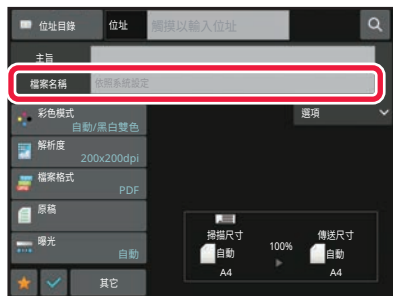 位址目錄 位址 觸摸以輸入位址
主旨
檔案名稱 依照系統設定
彩色模式 選項
自動/黑白雙色
解析度
200x200dpi
檔案格式
PDF
原稿
掃描尺寸 傳送尺寸
曝光 100%
自動 自動 自動
A4 A4
其它